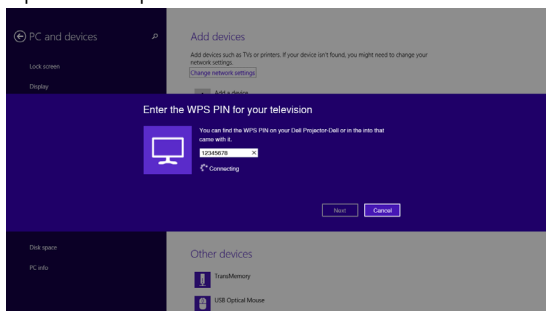 PC and devices
Lock screen
Display
Add devices
Add devices such as TVs or printers. If your device isn't found, you might need to change your
network settings.
Change network settings
Add a device
Enter the WPS PIN for your television
You can find the WPS PIN on your Dell Projector-Dell or in the into that
came with it.
12345678
Connecting
Next
Cancel
Disk space
PC info
Other devices
TransMemory
USB Optical Mouse